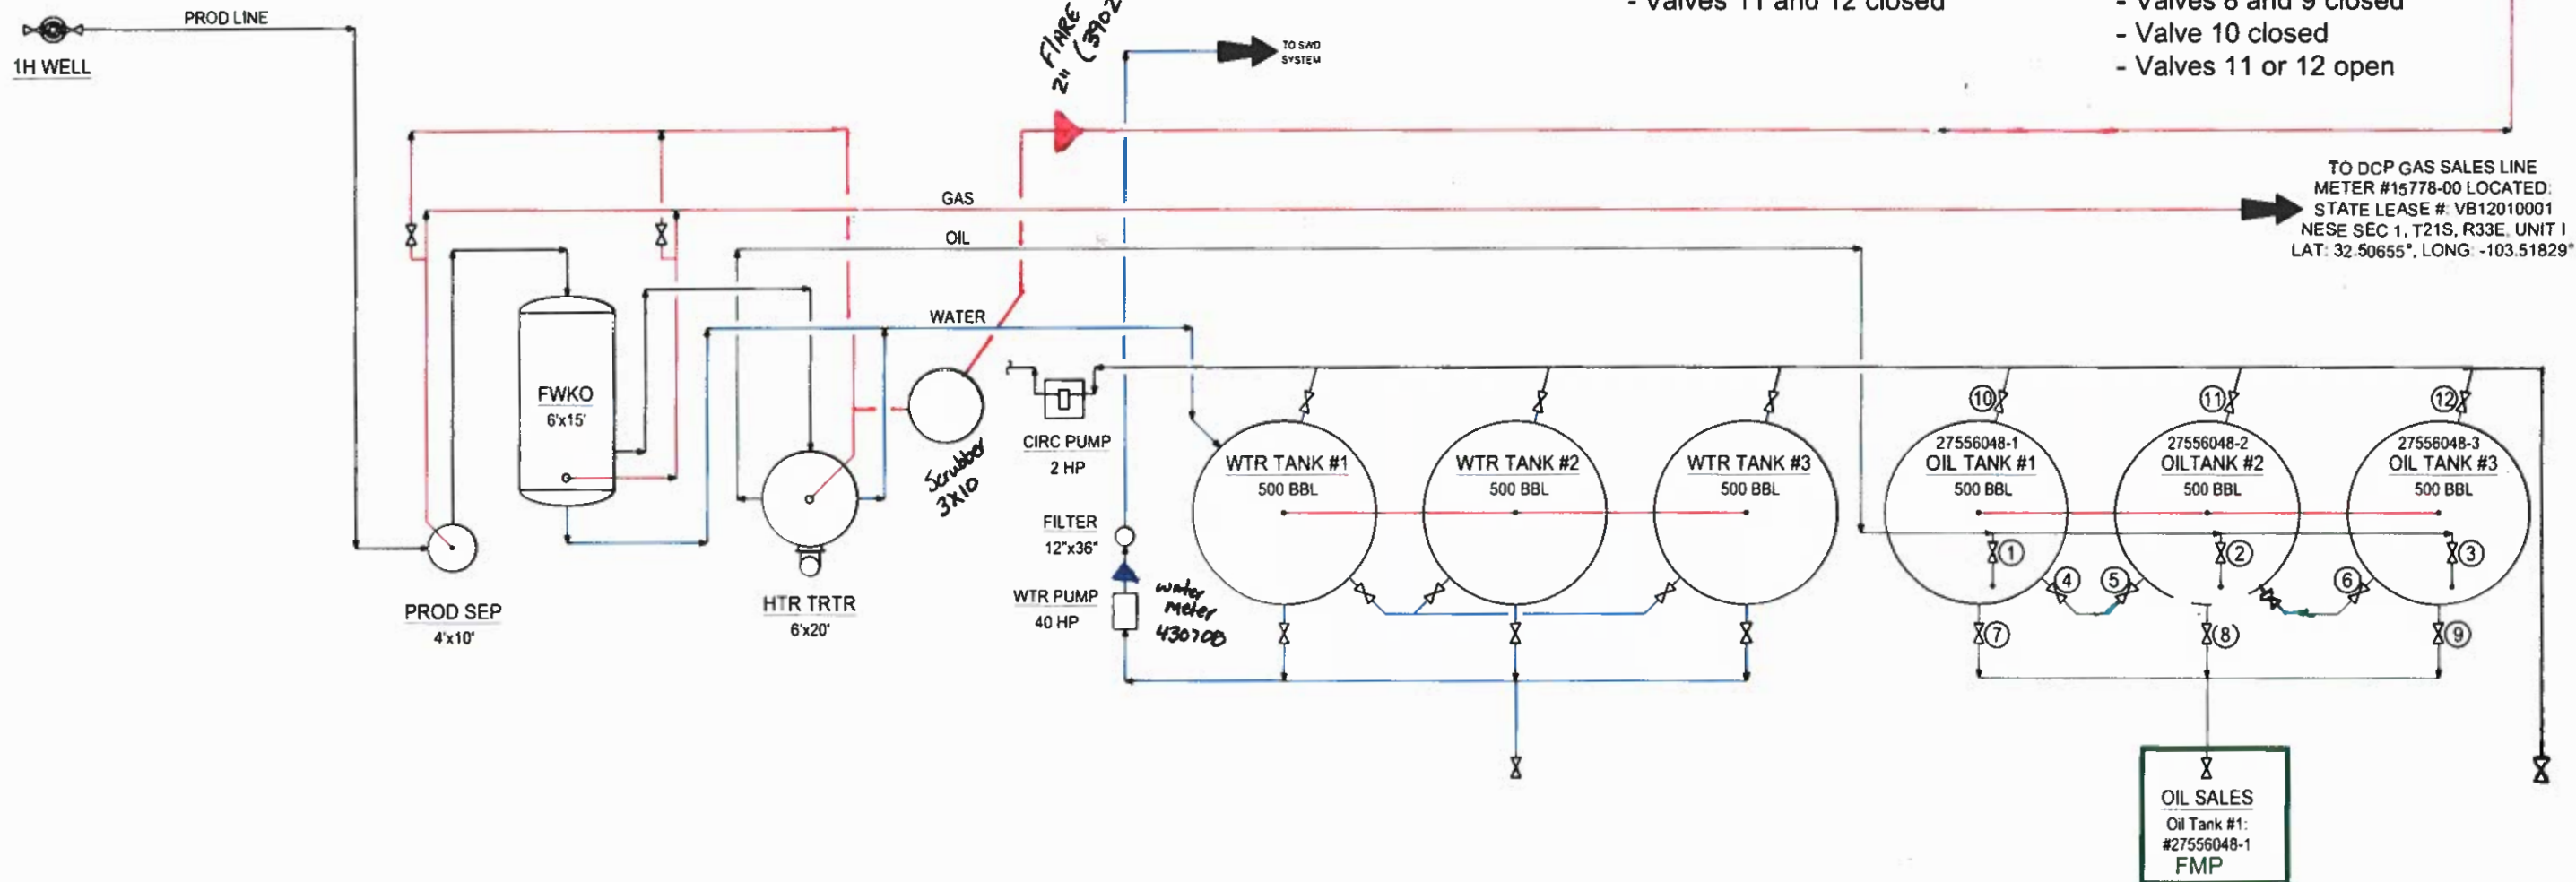 - Valves 11 and 12 closed
- Valves 8 and 9 closed
- Valve 10 closed
- Valves 11 or 12 open
PROD LINE
1H WELL
FLARE
2" (3902
TO SWD
SYSTEM
GAS
OIL
WATER
TO DCP GAS SALES LINE
METER #15778-00 LOCATED:
STATE LEASE #: VB12010001
NESE SEC 1, T21S, R33E, UNIT I
LAT: 32.50655°, LONG: -103.51829°
FWKO
6'x15'
PROD SEP
4'x10'
HTR TRTR
6'x20'
Scrubber
3X10
CIRC PUMP
2 HP
FILTER
12"x36"
WTR PUMP
40 HP
water
meter
WTR TANK #1
500 BBL
WTR TANK #2
500 BBL
WTR TANK #3
500 BBL
10
11
12
27556048-1
OIL TANK #1
500 BBL
27556048-2
OILTANK #2
500 BBL
27556048-3
OIL TANK #3
500 BBL
1
2
3
4
5
6
7
8
9
OIL SALES
Oil Tank #1:
#27556048-1
FMP